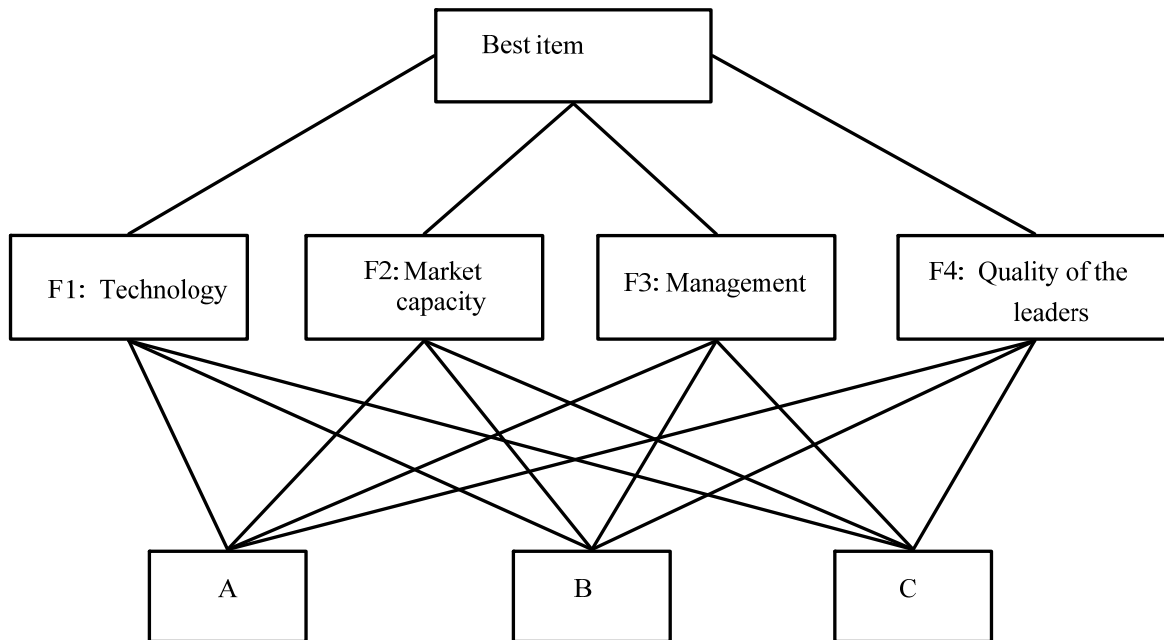 Best item
F1: Technology
F2: Market
capacity
F3: Management
F4: Quality of the
leaders
A
B
C